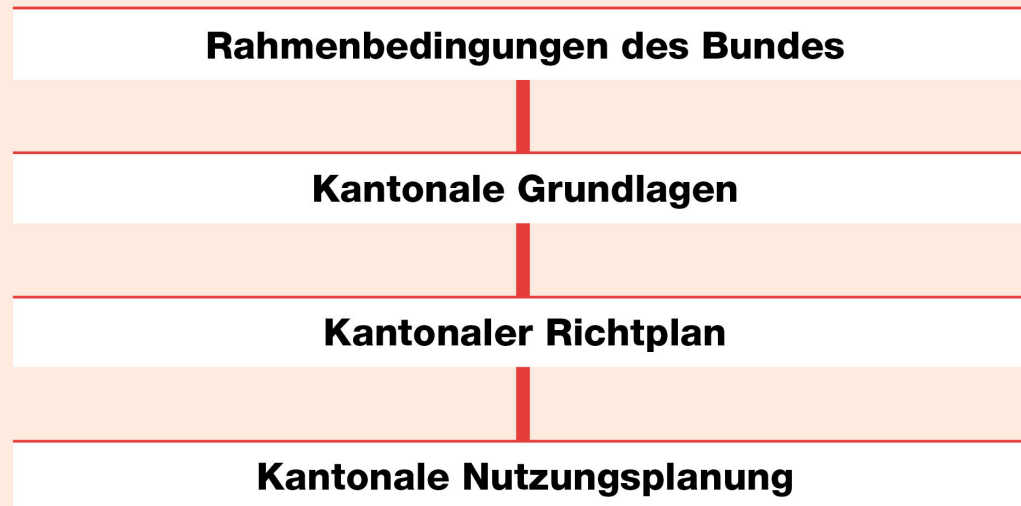 Rahmenbedingungen des Bundes
Kantonale Grundlagen
Kantonaler Richtplan
Kantonale Nutzungsplanung